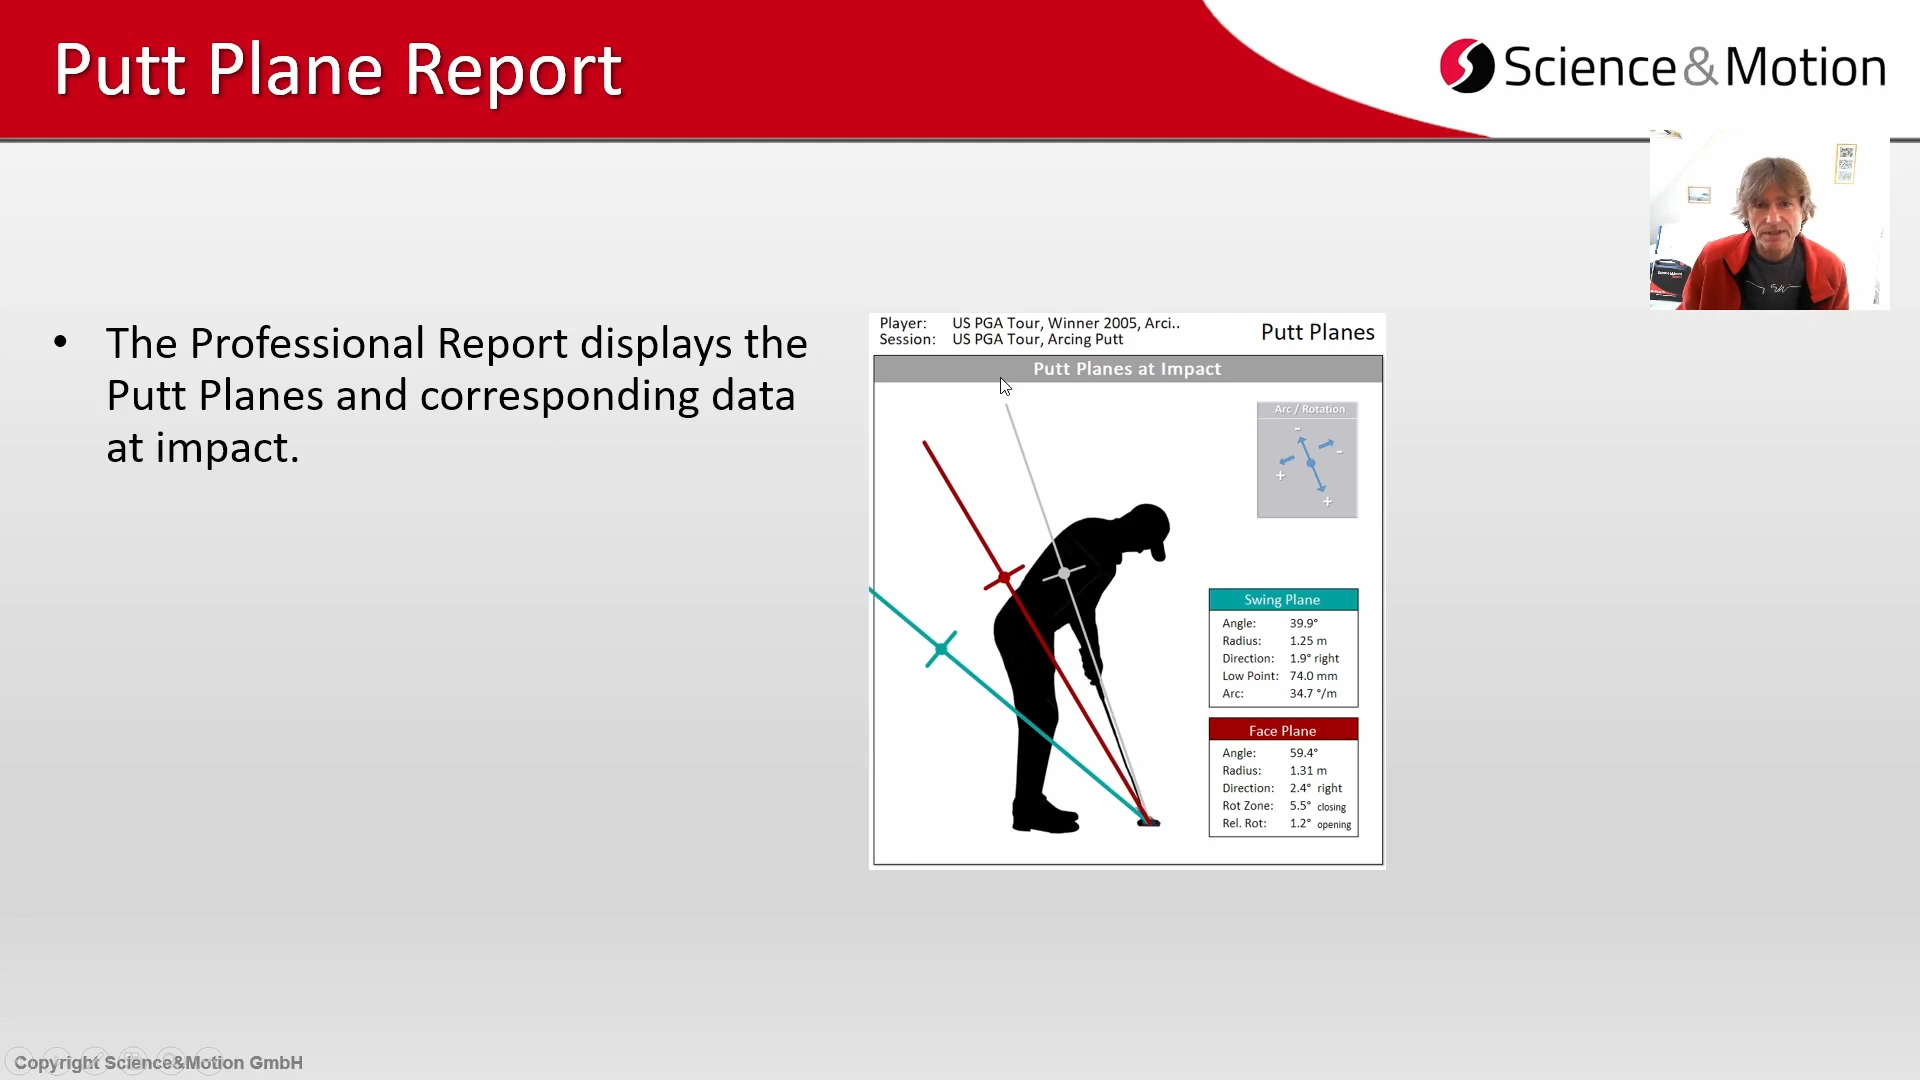 Putt Plane Report
Science&Motion
• The Professional Report displays the
Putt Planes and corresponding data
at impact.
Player: US PGA Tour, Winner 2005, Arci..
Session: US PGA Tour, Arcing Putt
Putt Planes
Putt Planes at Impact
Arc / Rotation
-
-
+
+
Swing Plane
Angle: 39.9°
Radius: 1.25 m
Direction: 1.9° right
Low Point: 74.0 mm
Arc: 34.7 °/m
Face Plane
Angle: 59.4°
Radius: 1.31 m
Direction: 2.4° right
Rot Zone: 5.5° closing
Rel. Rot: 1.2° opening
Copyright Science&Motion GmbH